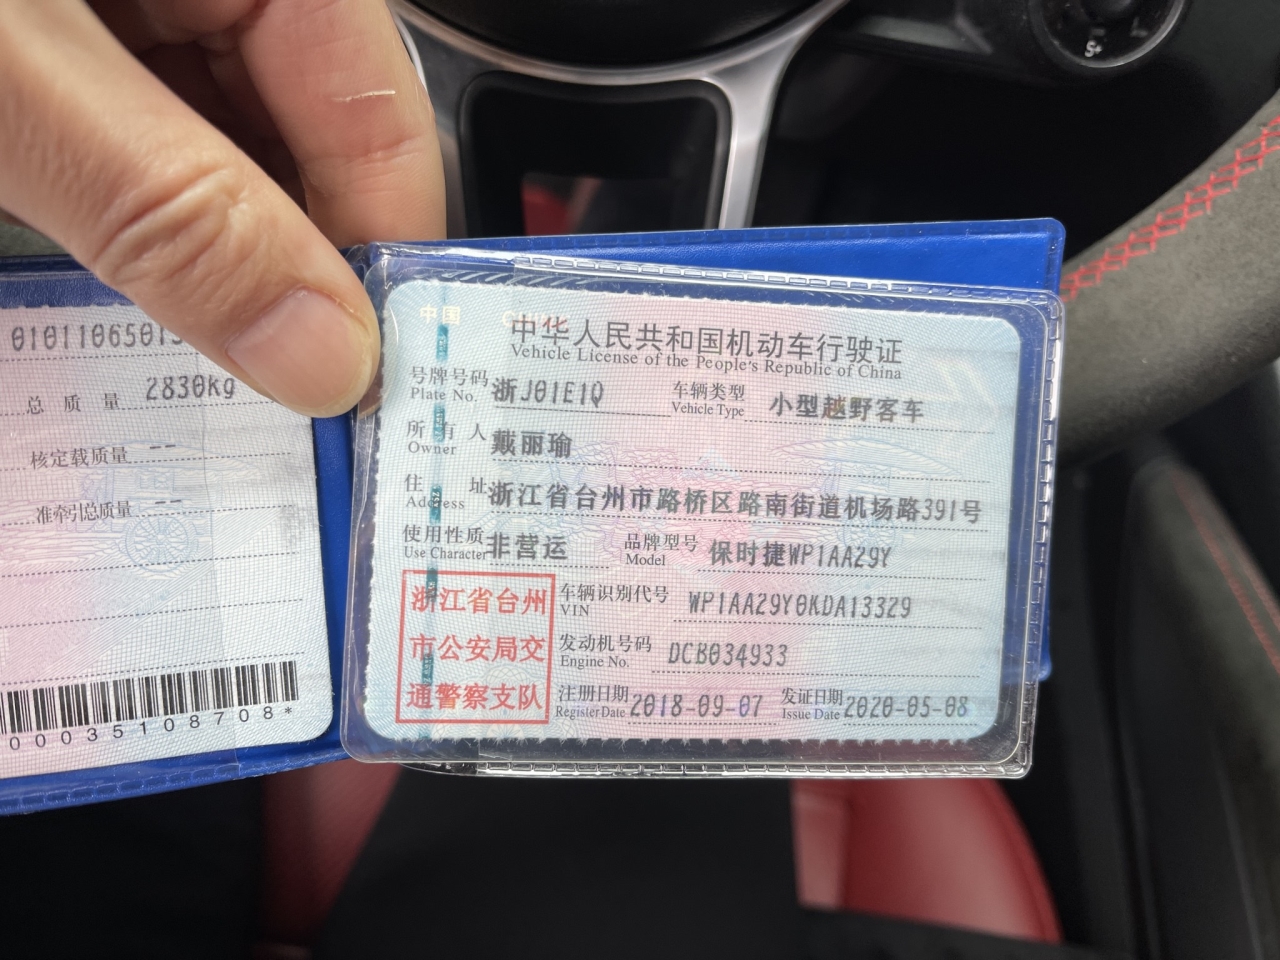 S+
2830kg
总质量
核定载质量 --
准牵引总质量 --
00035108708*
中国
中华人民共和国机动车行驶证
Vehicle License of the People's Republic of China
号牌号码 浙J01E1Q 车辆类型 小型越野客车
Plate No. Vehicle Type
所有人 戴丽瑜
Owner
住址 浙江省台州市路桥区路南街道机场路391号
Address
使用性质 非营运 品牌型号 保时捷WP1AA29Y
Use Character Model
浙江省台州
市公安局交
通警察支队
车辆识别代号 WP1AA29Y0KDA13329
VIN
发动机号码 DCB034933
Engine No.
注册日期 2018-09-07 发证日期 2020-05-08
Register Date Issue Date